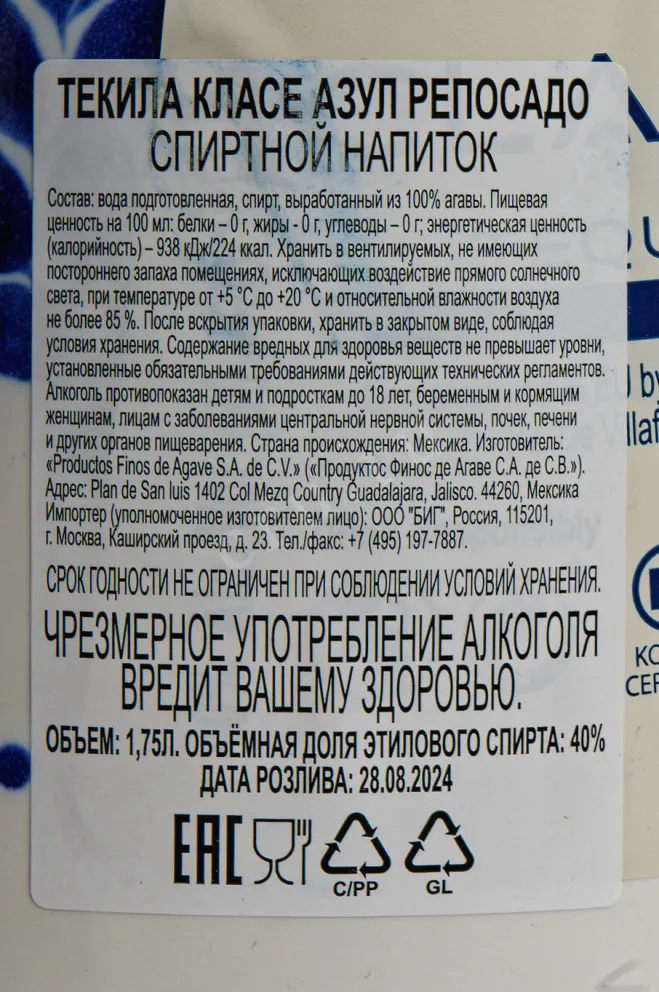 ТЕКИЛА КЛАСЕ АЗУЛ РЕПОСАДО
СПИРТНОЙ НАПИТОК
Состав: вода подготовленная, спирт, выработанный из 100% агавы. Пищевая
ценность на 100 мл: белки – 0 г, жиры - 0 г, углеводы – 0 г; энергетическая ценность
(калорийность) – 938 кДж/224 ккал. Хранить в вентилируемых, не имеющих
постороннего запаха помещениях, исключающих воздействие прямого солнечного
света, при температуре от +5 °С до +20 °С и относительной влажности воздуха
не более 85 %. После вскрытия упаковки, хранить в закрытом виде, соблюдая
условия хранения. Содержание вредных для здоровья веществ не превышает уровни,
установленные обязательными требованиями действующих технических регламентов.
Алкоголь противопоказан детям и подросткам до 18 лет, беременным и кормящим
женщинам, лицам с заболеваниями центральной нервной системы, почек, печени
и других органов пищеварения. Страна происхождения: Мексика. Изготовитель:
«Productos Finos de Agave S.A. de C.V.» («Продуктос Финос де Агаве С.А. де С.В.»).
Адрес: Plan de San luis 1402 Col Mezq Country Guadalajara, Jalisco. 44260, Мексика
Импортер (уполномоченное изготовителем лицо): ООО "БИГ", Россия, 115201,
г. Москва, Каширский проезд, д. 23. Тел./факс: +7 (495) 197-7887.
СРОК ГОДНОСТИ НЕ ОГРАНИЧЕН ПРИ СОБЛЮДЕНИИ УСЛОВИЙ ХРАНЕНИЯ.
ЧРЕЗМЕРНОЕ УПОТРЕБЛЕНИЕ АЛКОГОЛЯ
ВРЕДИТ ВАШЕМУ ЗДОРОВЬЮ.
ОБЪЕМ: 1,75Л. ОБЪЁМНАЯ ДОЛЯ ЭТИЛОВОГО СПИРТА: 40%
ДАТА РОЗЛИВА: 28.08.2024
EAC
C/PP GL
by